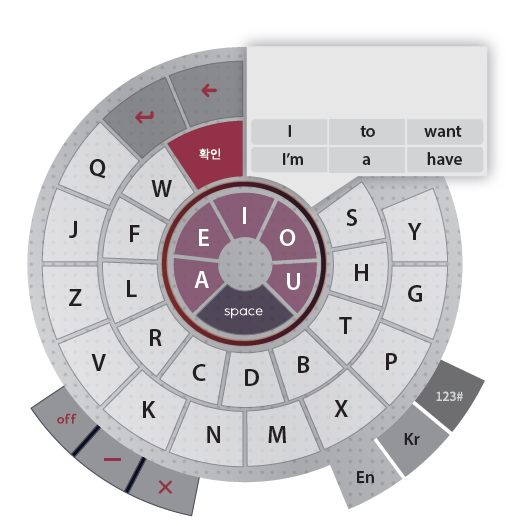 I to want
I'm a have
←
↵
확인
Q W
J F
Z L
V R
K C
N D
M B
X T
P H
G S
Y
I
E O
A U
space
off
—
×
123#
Kr
En